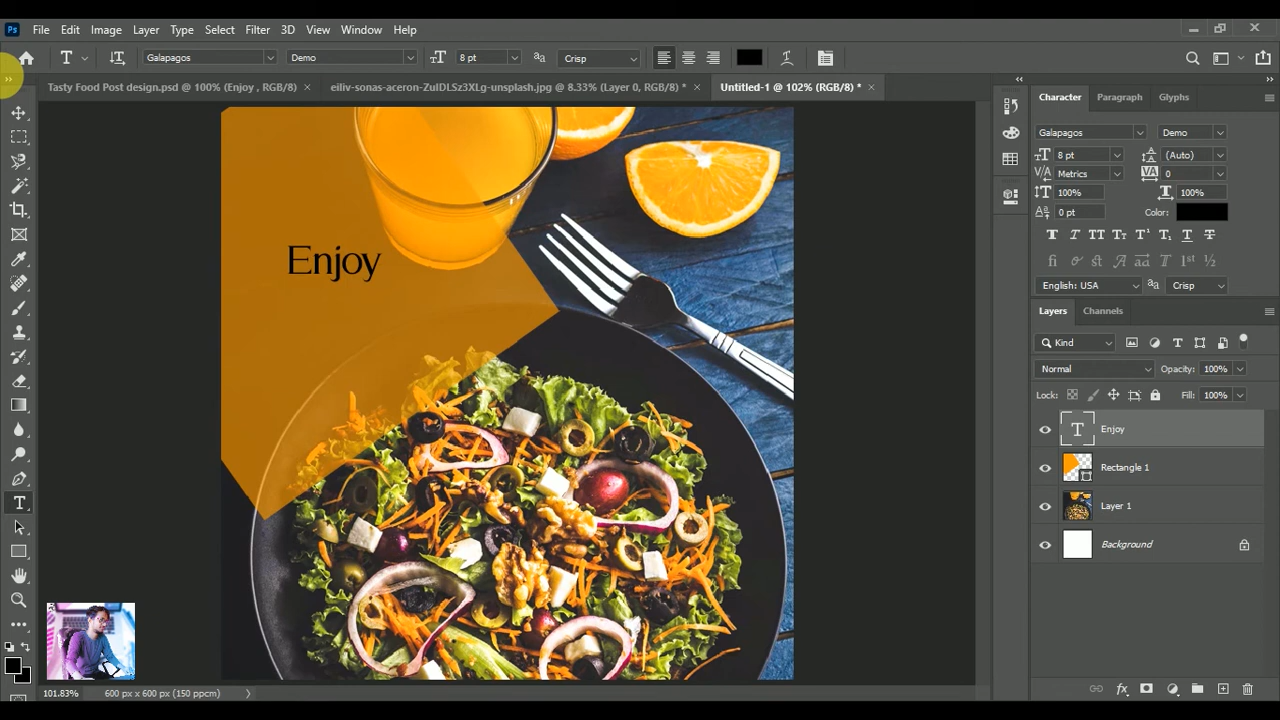 Ps File Edit Image Layer Type Select Filter 3D View Window Help
Galapagos Demo 8 pt Crisp
Tasty Food Post design.psd @ 100% (Enjoy , RGB/8) eiliv-sonas-aceron-ZuIDLSz3XLg-unsplash.jpg @ 8.33% (Layer 0, RGB/8) * Untitled-1 @ 102% (RGB/8) *
Enjoy
Character Paragraph Glyphs
Galapagos Demo
8 pt (Auto)
Metrics 0
100% 100%
0 pt Color:
English: USA Crisp
Layers Channels
Kind
Normal Opacity: 100%
Lock: Fill: 100%
Enjoy
Rectangle 1
Layer 1
Background
101.83% 600 px x 600 px (150 ppcm)